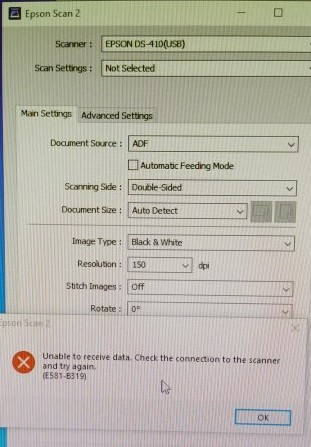 Epson Scan 2
Scanner : EPSON DS-410(USB)
Scan Settings : Not Selected
Main Settings Advanced Settings
Document Source : ADF
Automatic Feeding Mode
Scanning Side : Double-Sided
Document Size : Auto Detect
Image Type : Black & White
Resolution : 150 dpi
Stitch Images : Off
Rotate : 0°
Epson Scan 2
Unable to receive data. Check the connection to the scanner
and try again.
(E581-B319)
OK